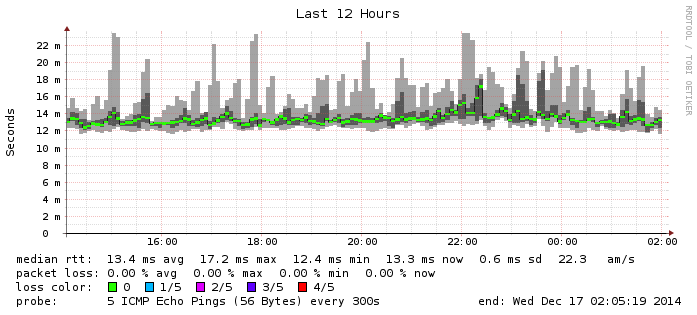 Last 12 Hours
RRDTOOL / TOBI OETIKER
Seconds
22 m
20 m
18 m
16 m
14 m
12 m
10 m
8 m
6 m
4 m
2 m
0
16:00 18:00 20:00 22:00 00:00 02:00
median rtt: 13.4 ms avg 17.2 ms max 12.4 ms min 13.3 ms now 0.6 ms sd 22.3 am/s
packet loss: 0.00 % avg 0.00 % max 0.00 % min 0.00 % now
loss color: 0 1/5 2/5 3/5 4/5
probe: 5 ICMP Echo Pings (56 Bytes) every 300s end: Wed Dec 17 02:05:19 2014